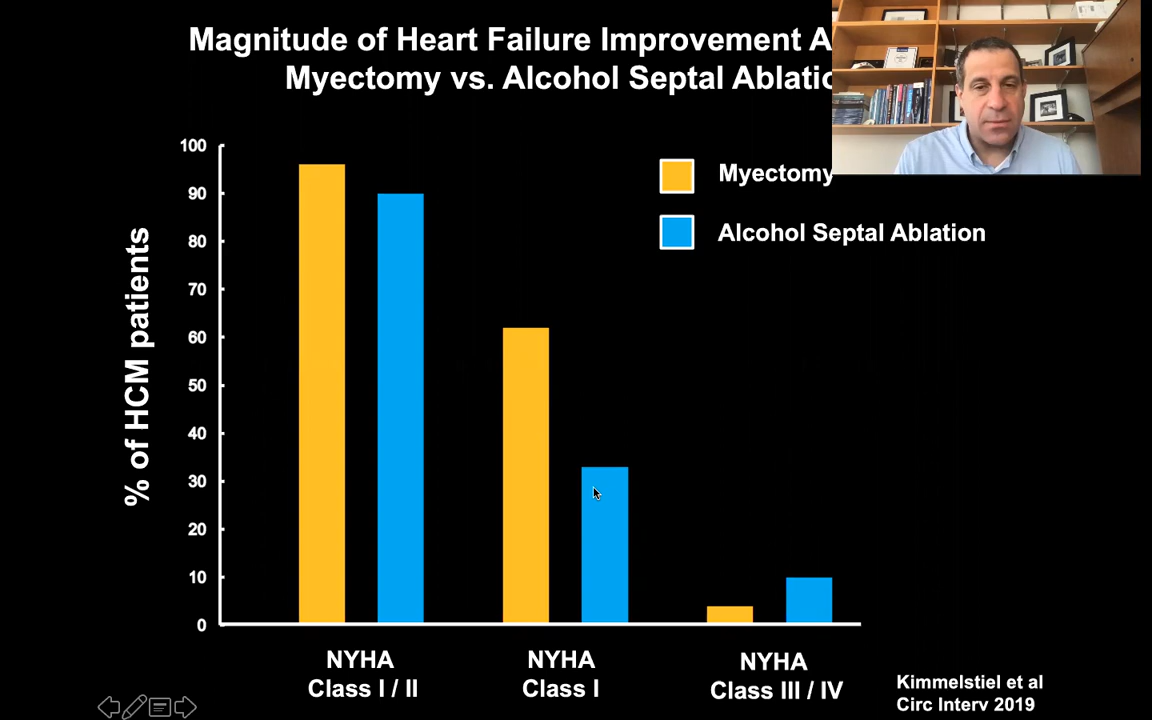 Magnitude of Heart Failure Improvement
Myectomy vs. Alcohol Septal
Myectomy
Alcohol Septal Ablation
% of HCM patients
100
90
80
70
60
50
40
30
20
10
0
NYHA
Class I / II
NYHA
Class I
NYHA
Class III / IV
Kimmelstiel et al
Circ Interv 2019